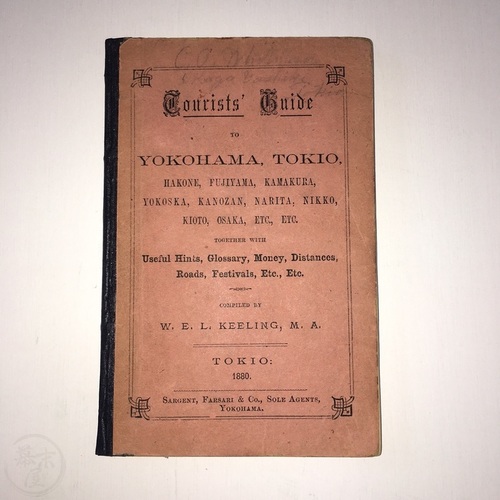 Tourists' Guide
TO
YOKOHAMA, TOKIO,
HAKONE, FUJIYAMA, KAMAKURA,
YOKOSKA, KANOZAN, NARITA, NIKKO,
KIOTO, OSAKA, ETC., ETC.
TOGETHER WITH
Useful Hints, Glossary, Money, Distances,
Roads, Festivals, Etc., Etc.
COMPILED BY
W. E. L. KEELING, M. A.
TOKIO:
1880.
SARGENT, FARSARI & CO., SOLE AGENTS,
YOKOHAMA.